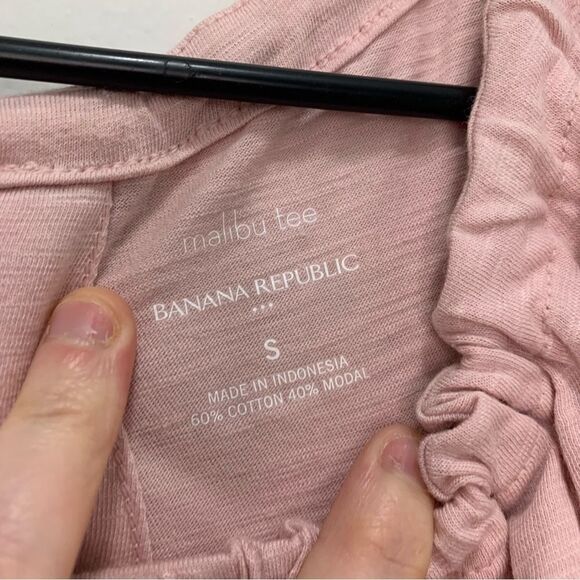 malibu tee
BANANA REPUBLIC
S
MADE IN INDONESIA
60% COTTON 40% MODAL